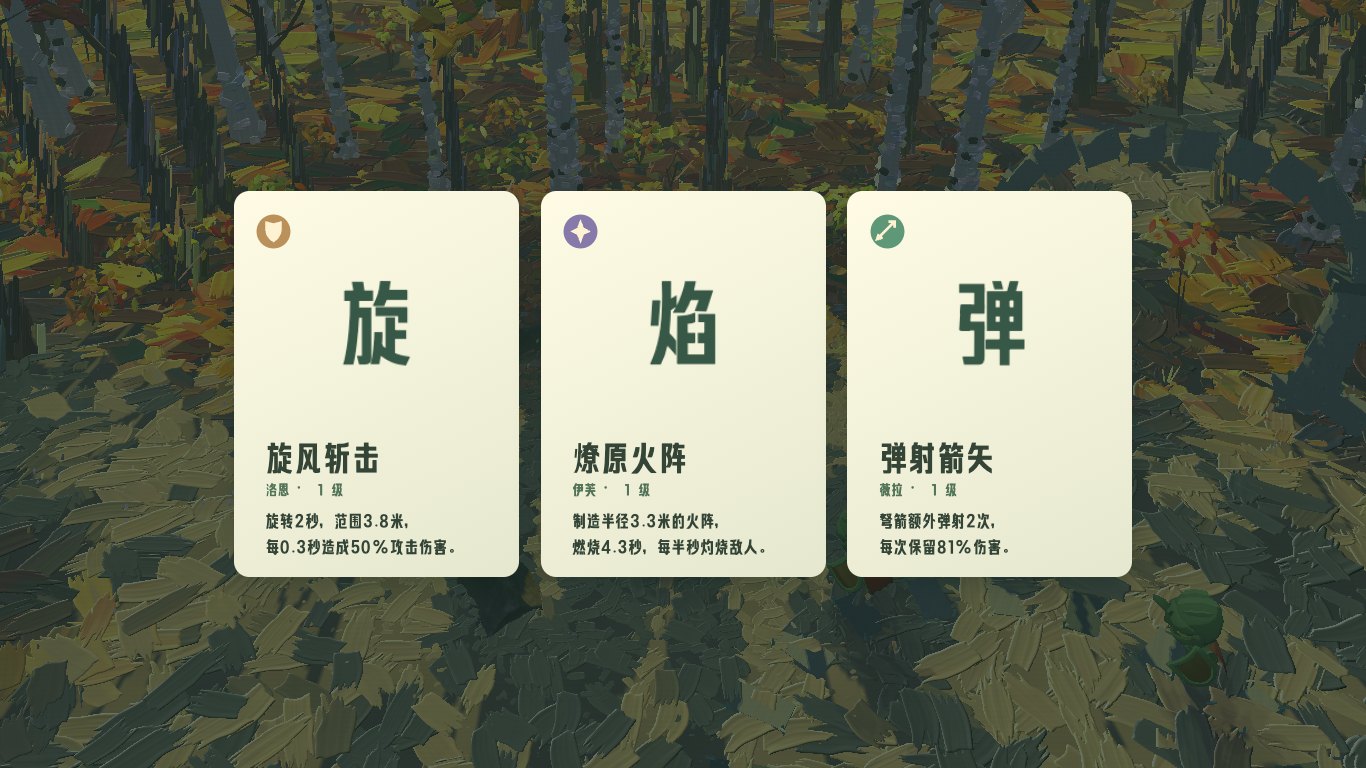 旋
旋风斩击
洛恩 · 1 级
旋转2秒，范围3.8米，
每0.3秒造成50%攻击伤害。
焰
燎原火阵
伊芙 · 1 级
制造半径3.3米的火阵，
燃烧4.3秒，每半秒灼烧敌人。
弹
弹射箭矢
薇拉 · 1 级
弩箭额外弹射2次，
每次保留81%伤害。